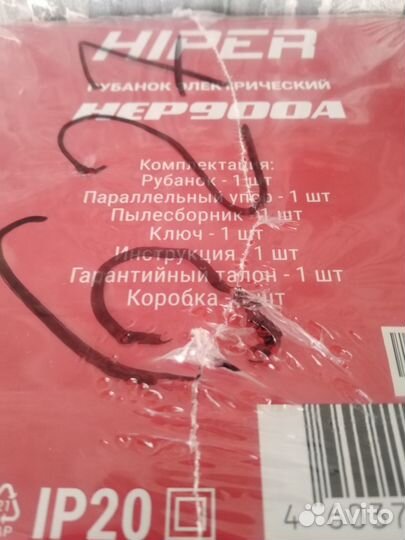 HIPER
РУБАНОК ЭЛЕКТРИЧЕСКИЙ
HEP900A
Комплектация:
Рубанок - 1 шт
Параллельный упор - 1 шт
Пылесборник - 1 шт
Ключ - 1 шт
Инструкция - 1 шт
Гарантийный талон - 1 шт
Коробка - 1 шт
IP20
Avito